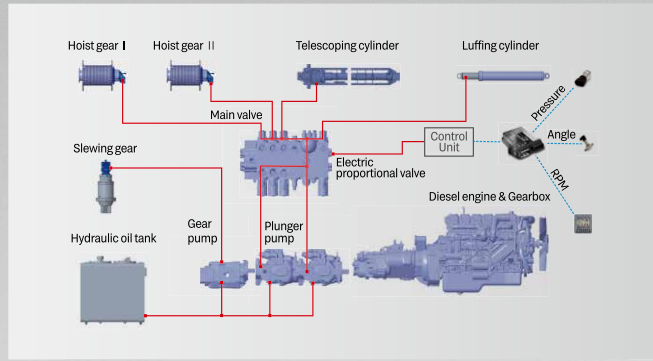 Hoist gear I
Hoist gear II
Telescoping cylinder
Luffing cylinder
Main valve
Pressure
Control
Unit
Angle
Slewing gear
Electric
proportional valve
RPM
Diesel engine & Gearbox
Gear
pump
Plunger
pump
Hydraulic oil tank